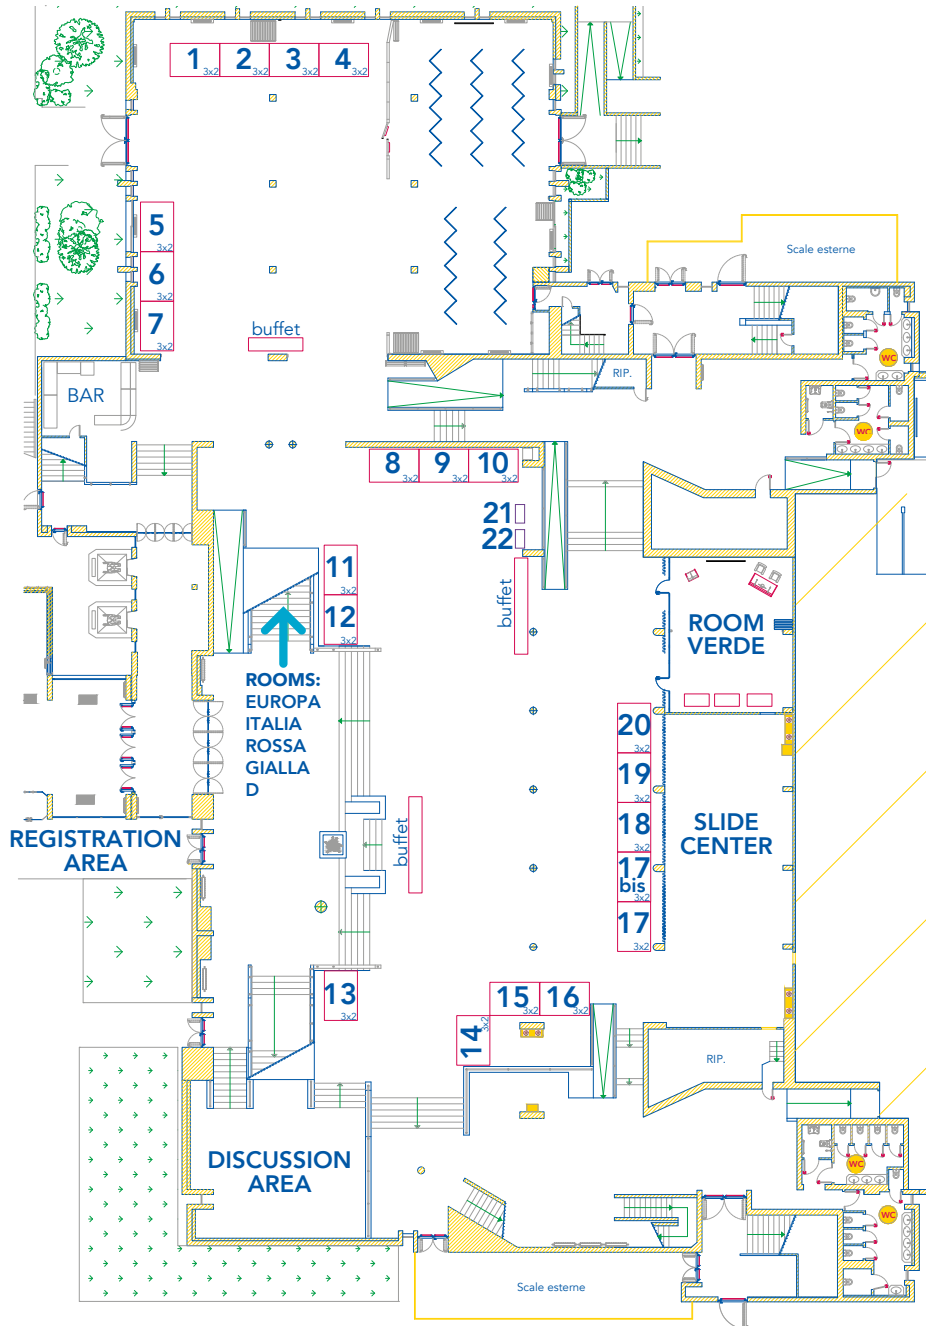 1 3x2
2 3x2
3 3x2
4 3x2
5 3x2
6 3x2
7 3x2
Scale esterne
buffet
WC
RIP.
BAR
WC
8 3x2
9 3x2
10 3x2
21
22
11 3x2
12 3x2
buffet
ROOM
VERDE
ROOMS:
EUROPA
ITALIA
ROSSA
GIALLA
D
20 3x2
19 3x2
18 3x2
17
bis
3x2
17 3x2
SLIDE
CENTER
buffet
REGISTRATION
AREA
13 3x2
15 3x2
16 3x2
14 3x2
RIP.
DISCUSSION
AREA
WC
WC
Scale esterne